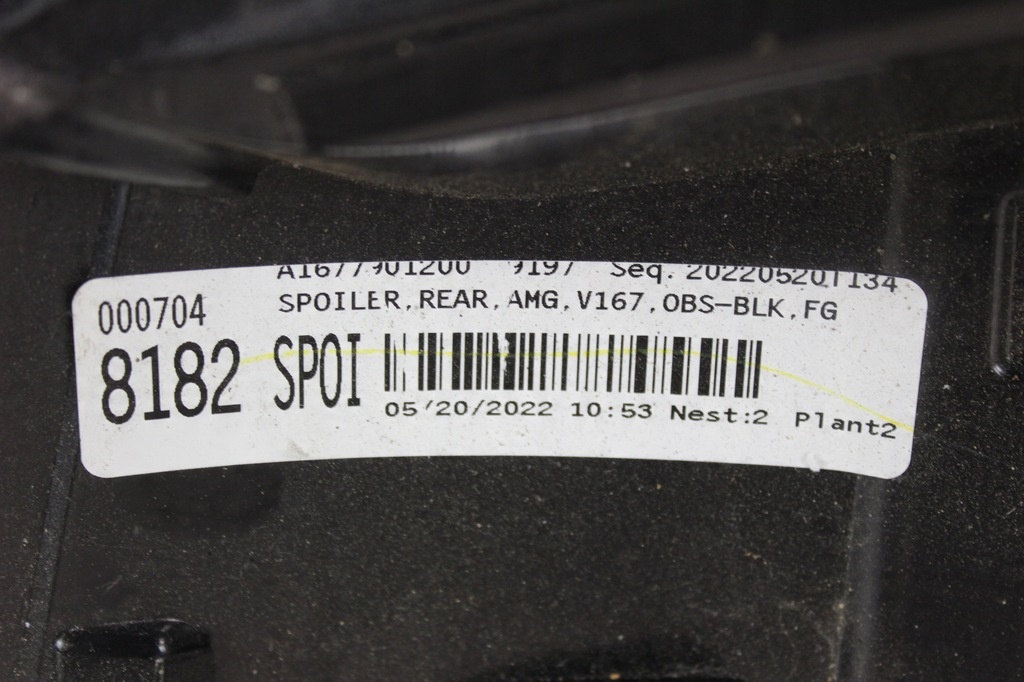 A1677901200 9197 Seq. 20220520T134
000704 SPOILER,REAR,AMG,V167,OBS-BLK,FG
8182 SPOI
05/20/2022 10:53 Nest:2 Plant2